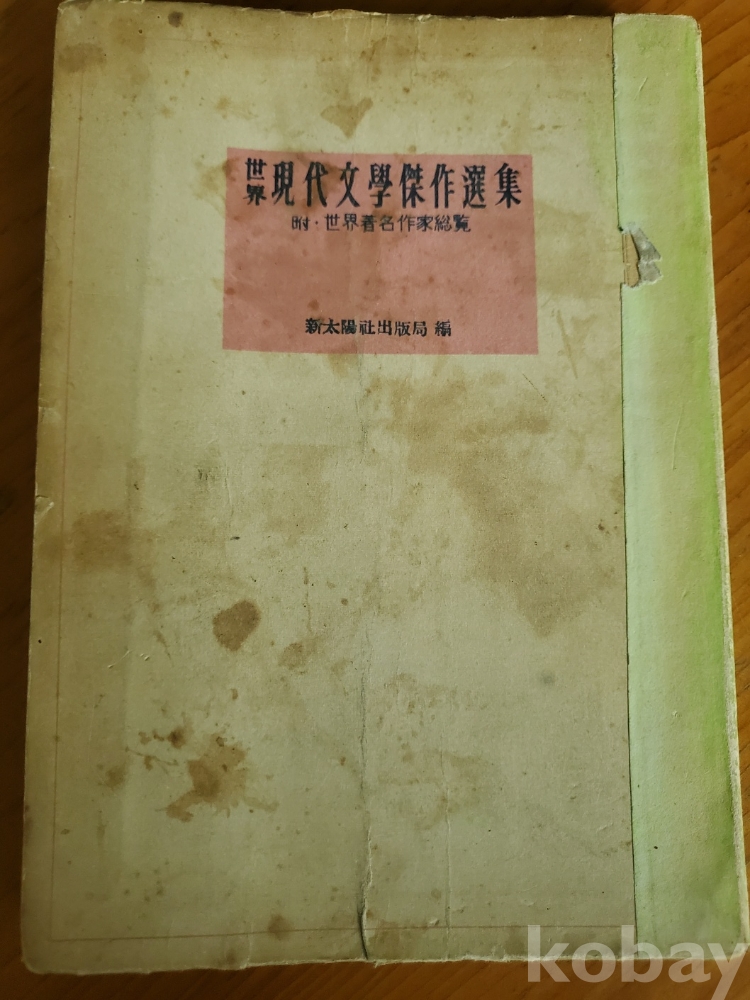 世界 現代文學傑作選集
附·世界著名作家総覧
新太陽社出版局 編
kobay